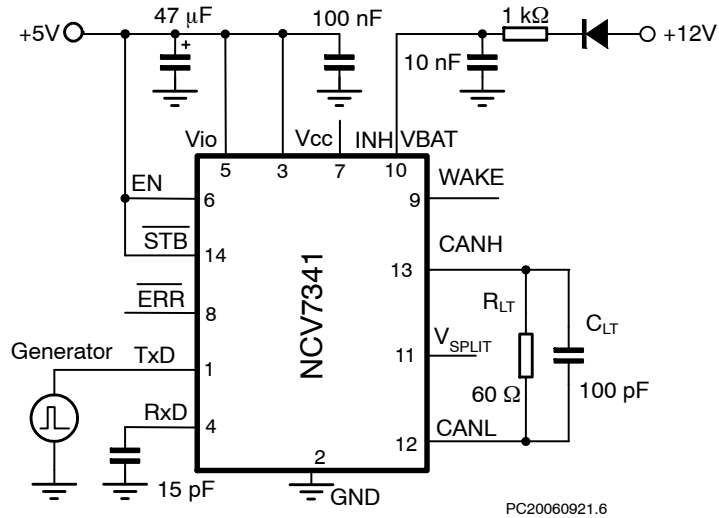 47 μF
100 nF
1 kΩ
+5V
+12V
+
10 nF
Vio
Vcc
INH
VBAT
5
3
7
10
EN
6
WAKE
9
STB
14
CANH
13
ERR
8
NCV7341
RLT
CLT
Generator
TxD
1
VSPLIT
11
60 Ω
100 pF
RxD
4
CANL
12
2
15 pF
GND
PC20060921.6